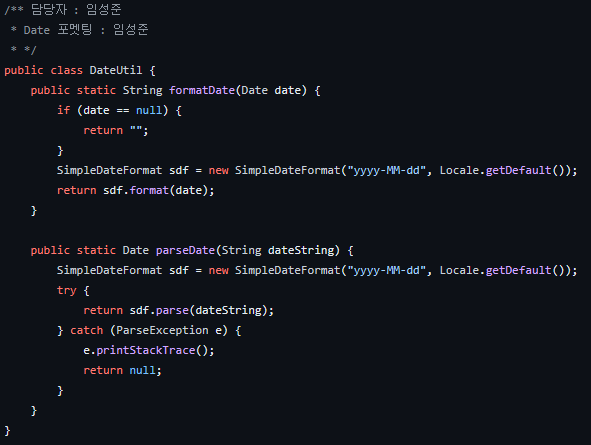 /** 담당자 : 임성준
 * Date 포멧팅 : 임성준
 * */
public class DateUtil {
    public static String formatDate(Date date) {
        if (date == null) {
            return "";
        }
        SimpleDateFormat sdf = new SimpleDateFormat("yyyy-MM-dd", Locale.getDefault());
        return sdf.format(date);
    }

    public static Date parseDate(String dateString) {
        SimpleDateFormat sdf = new SimpleDateFormat("yyyy-MM-dd", Locale.getDefault());
        try {
            return sdf.parse(dateString);
        } catch (ParseException e) {
            e.printStackTrace();
            return null;
        }
    }
}